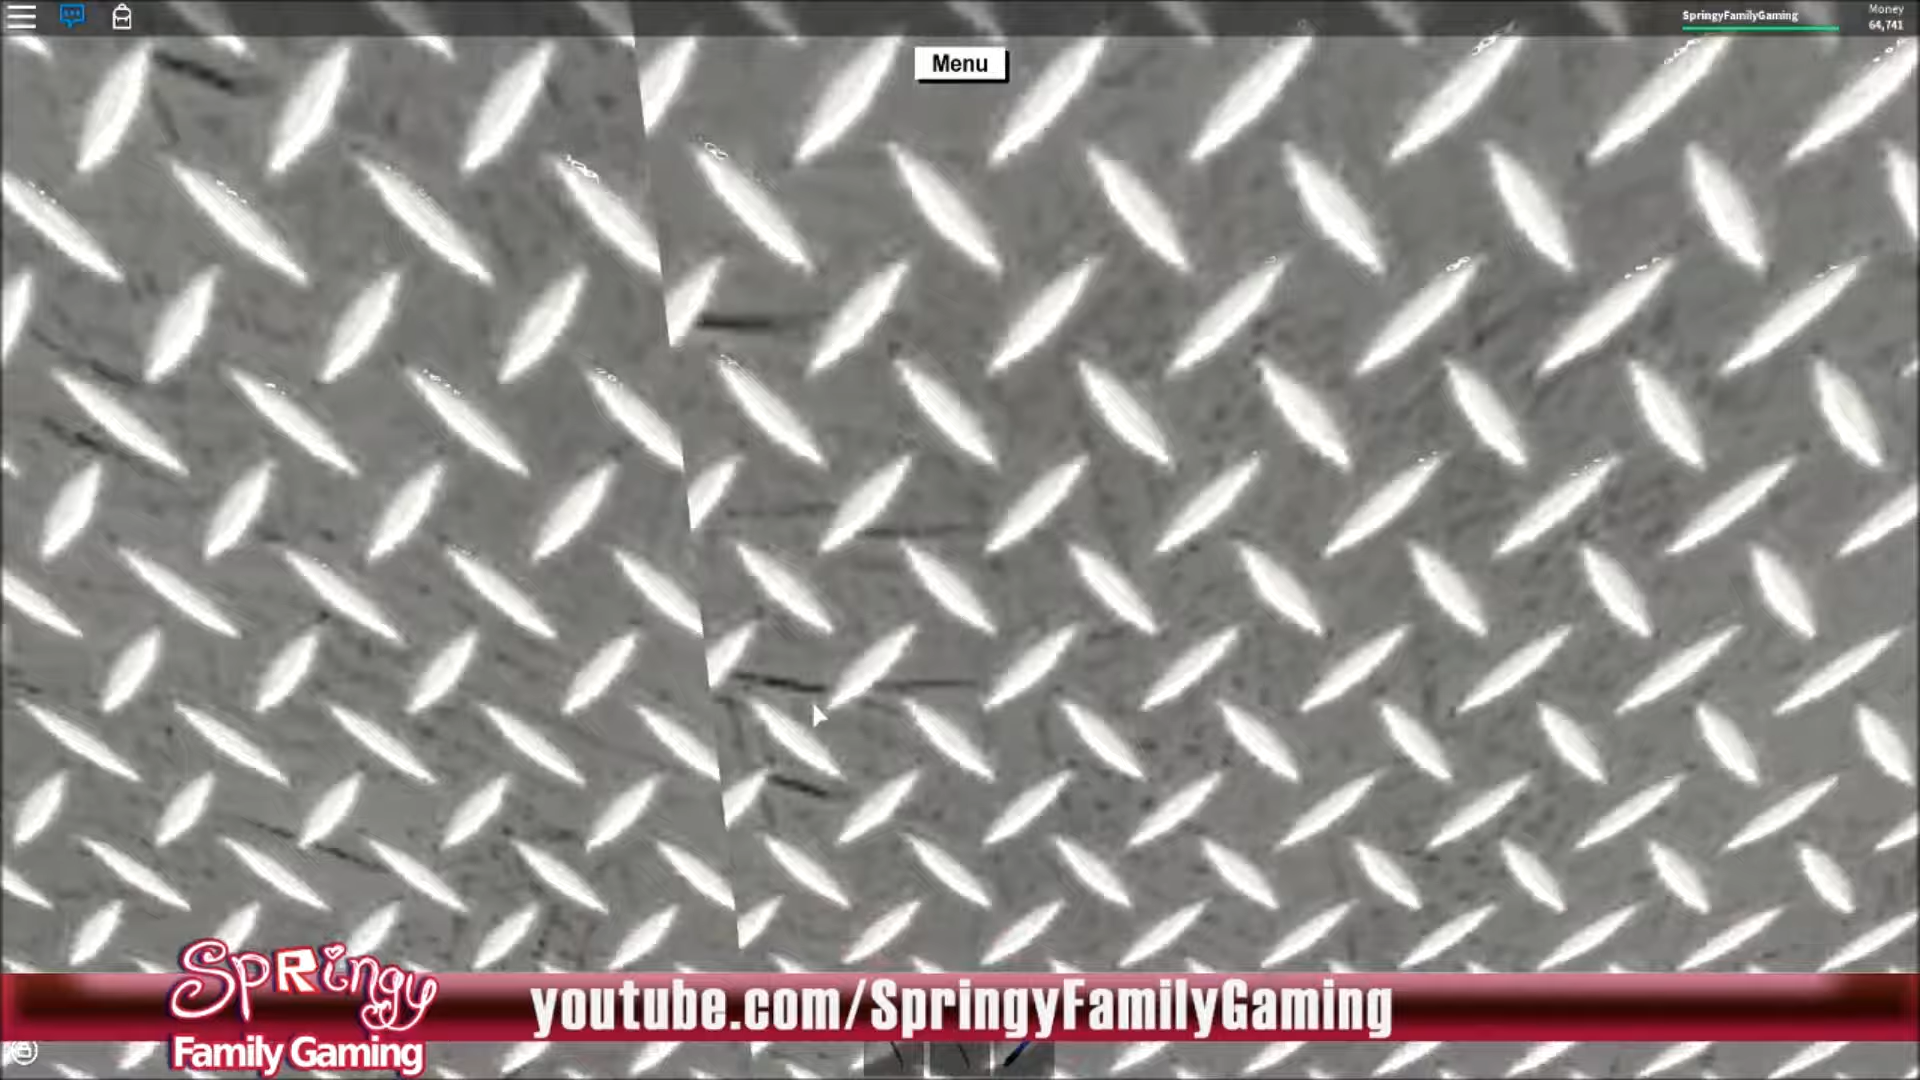 SpringyFamilyGaming
Money
64,741
Menu
Springy
Family Gaming
youtube.com/SpringyFamilyGaming